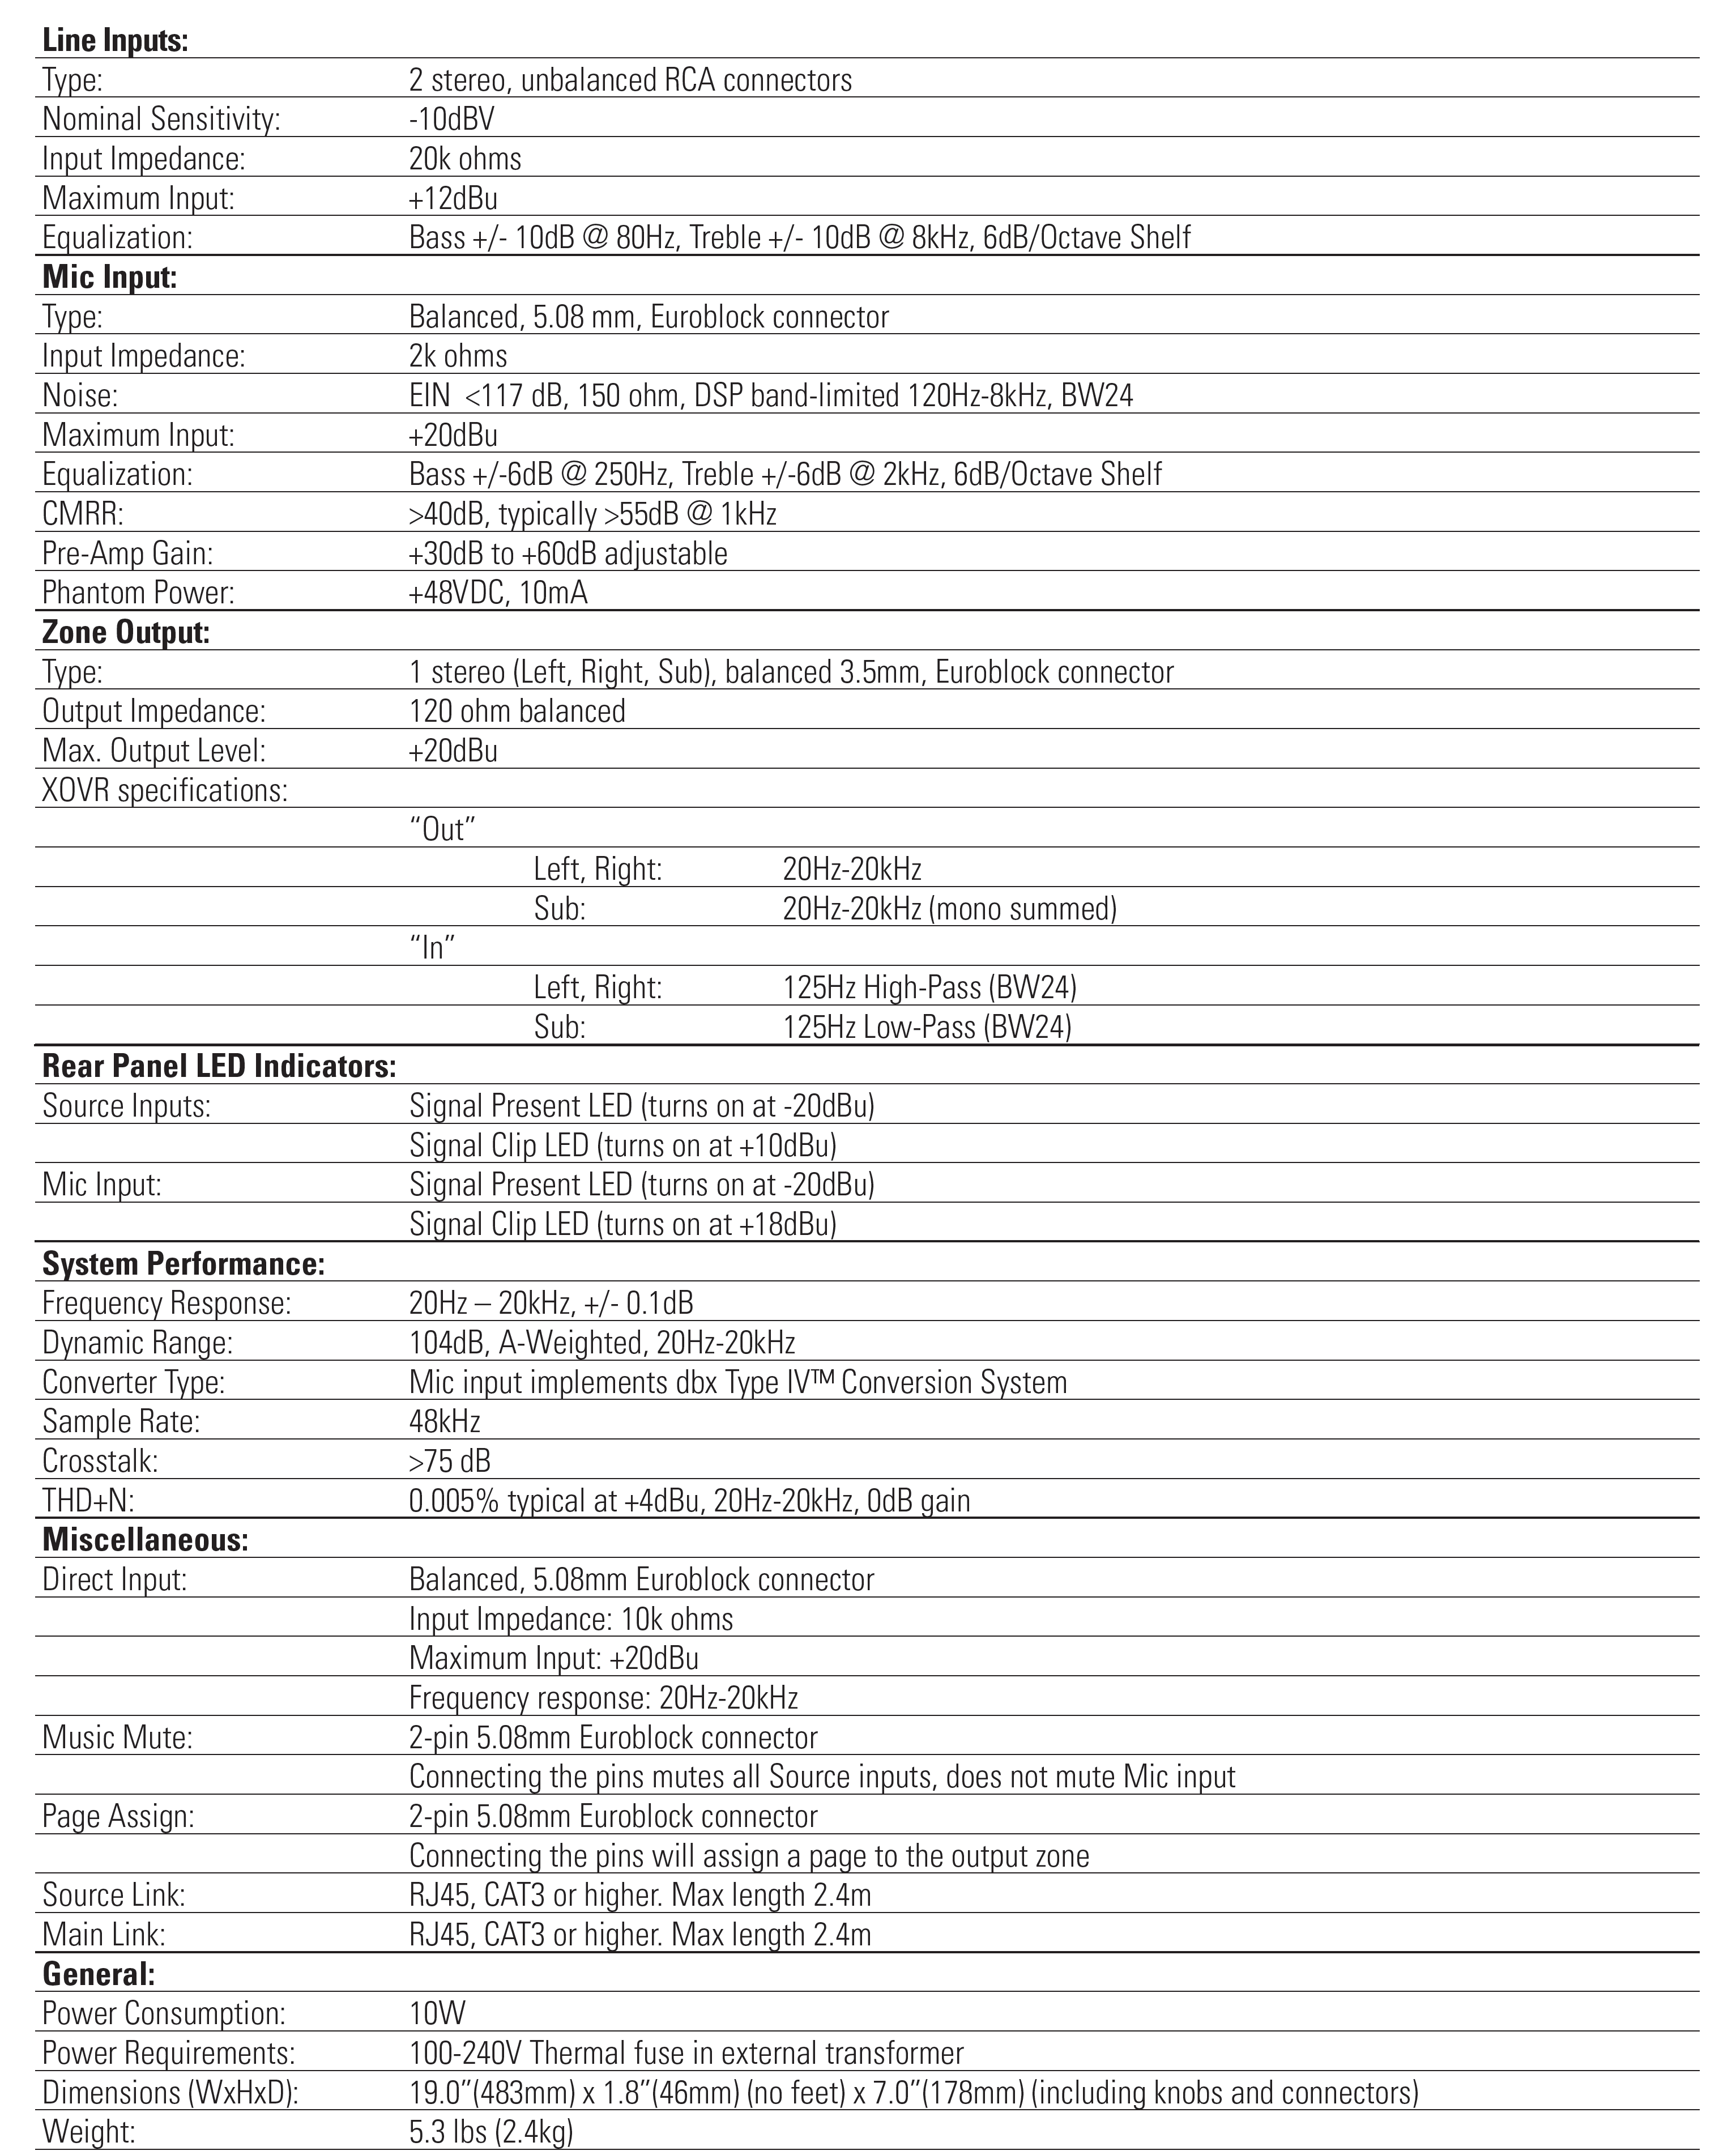 Line Inputs:
Type: 2 stereo, unbalanced RCA connectors
Nominal Sensitivity: -10dBV
Input Impedance: 20k ohms
Maximum Input: +12dBu
Equalization: Bass +/- 10dB @ 80Hz, Treble +/- 10dB @ 8kHz, 6dB/Octave Shelf
Mic Input:
Type: Balanced, 5.08 mm, Euroblock connector
Input Impedance: 2k ohms
Noise: EIN <117 dB, 150 ohm, DSP band-limited 120Hz-8kHz, BW24
Maximum Input: +20dBu
Equalization: Bass +/-6dB @ 250Hz, Treble +/-6dB @ 2kHz, 6dB/Octave Shelf
CMRR: >40dB, typically >55dB @ 1kHz
Pre-Amp Gain: +30dB to +60dB adjustable
Phantom Power: +48VDC, 10mA
Zone Output:
Type: 1 stereo (Left, Right, Sub), balanced 3.5mm, Euroblock connector
Output Impedance: 120 ohm balanced
Max. Output Level: +20dBu
XOVR specifications:
“Out”
Left, Right: 20Hz-20kHz
Sub: 20Hz-20kHz (mono summed)
“In”
Left, Right: 125Hz High-Pass (BW24)
Sub: 125Hz Low-Pass (BW24)
Rear Panel LED Indicators:
Source Inputs: Signal Present LED (turns on at -20dBu)
Signal Clip LED (turns on at +10dBu)
Mic Input: Signal Present LED (turns on at -20dBu)
Signal Clip LED (turns on at +18dBu)
System Performance:
Frequency Response: 20Hz – 20kHz, +/- 0.1dB
Dynamic Range: 104dB, A-Weighted, 20Hz-20kHz
Converter Type: Mic input implements dbx Type IV™ Conversion System
Sample Rate: 48kHz
Crosstalk: >75 dB
THD+N: 0.005% typical at +4dBu, 20Hz-20kHz, 0dB gain
Miscellaneous:
Direct Input: Balanced, 5.08mm Euroblock connector
Input Impedance: 10k ohms
Maximum Input: +20dBu
Frequency response: 20Hz-20kHz
Music Mute: 2-pin 5.08mm Euroblock connector
Connecting the pins mutes all Source inputs, does not mute Mic input
Page Assign: 2-pin 5.08mm Euroblock connector
Connecting the pins will assign a page to the output zone
Source Link: RJ45, CAT3 or higher. Max length 2.4m
Main Link: RJ45, CAT3 or higher. Max length 2.4m
General:
Power Consumption: 10W
Power Requirements: 100-240V Thermal fuse in external transformer
Dimensions (WxHxD): 19.0”(483mm) x 1.8”(46mm) (no feet) x 7.0”(178mm) (including knobs and connectors)
Weight: 5.3 lbs (2.4kg)